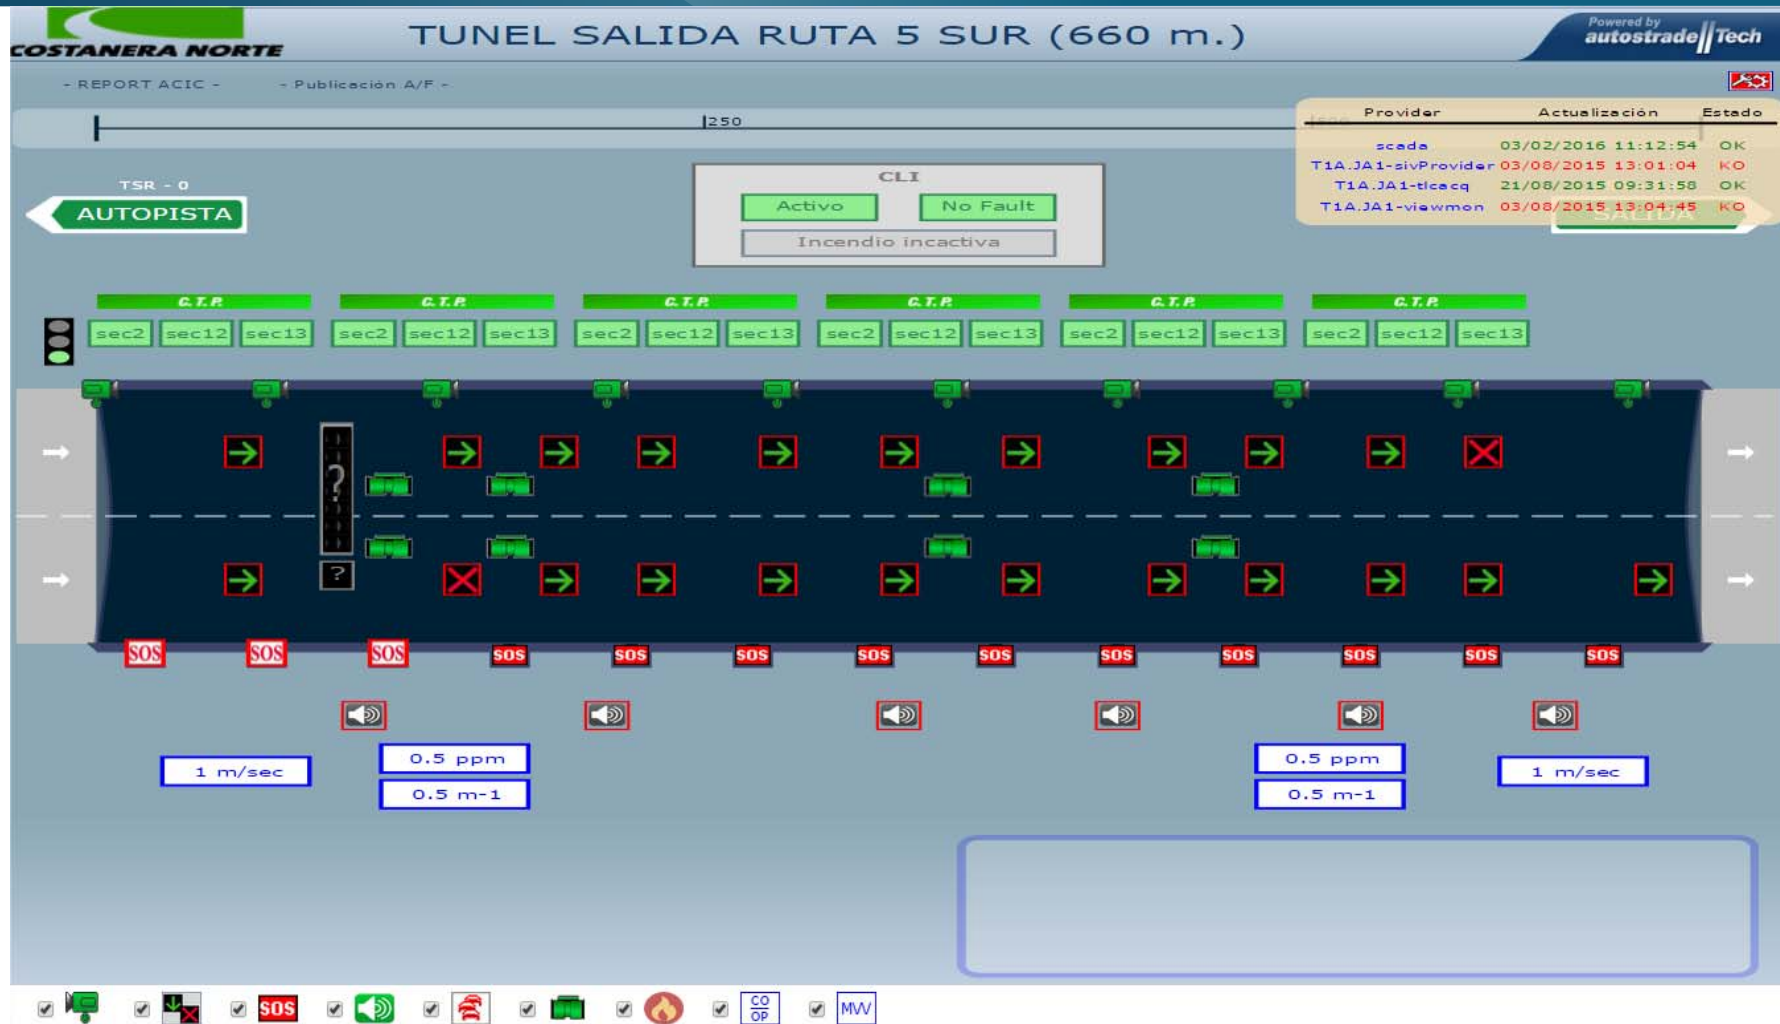 COSTANERA NORTE
TUNEL SALIDA RUTA 5 SUR (660 m.)
Powered by
autostrade//Tech
- REPORT ACIC - - Publicación A/F -
250
Provider Actualización Estado
scada 03/02/2016 11:12:54 OK
T1A.JA1-sivProvider 03/08/2015 13:01:04 KO
T1A.JA1-tlcacq 21/08/2015 09:31:58 OK
T1A.JA1-viewmon 03/08/2015 13:04:45 KO
TSR - 0
AUTOPISTA
SALIDA
CLI
Activo No Fault
Incendio incactiva
C.T.P. C.T.P. C.T.P. C.T.P. C.T.P. C.T.P.
sec2 sec12 sec13 sec2 sec12 sec13 sec2 sec12 sec13 sec2 sec12 sec13 sec2 sec12 sec13 sec2 sec12 sec13
?
?
SOS SOS SOS SOS SOS SOS SOS SOS SOS SOS SOS SOS SOS
1 m/sec 0.5 ppm 0.5 ppm 1 m/sec
0.5 m-1 0.5 m-1
SOS CO OP MW